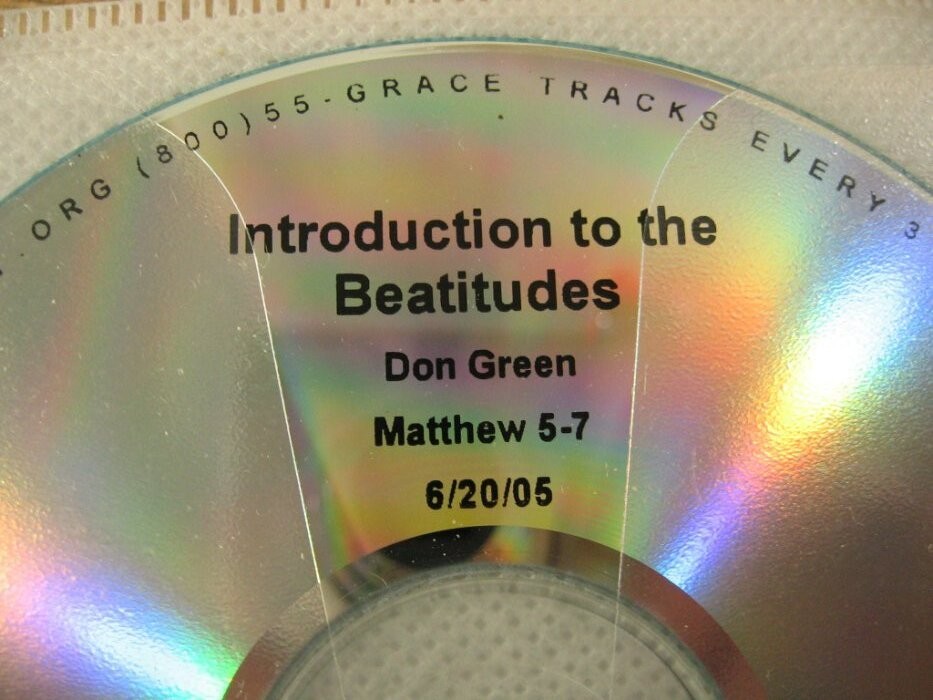 .ORG (800)55-GRACE TRACKS EVERY 3
Introduction to the
Beatitudes
Don Green
Matthew 5-7
6/20/05